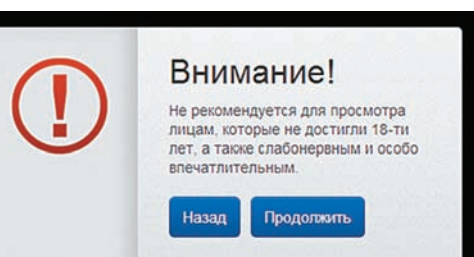 Внимание!
Не рекомендуется для просмотра
лицам, которые не достигли 18-ти
лет, а также слабонервным и особо
впечатлительным.
Назад Продолжить